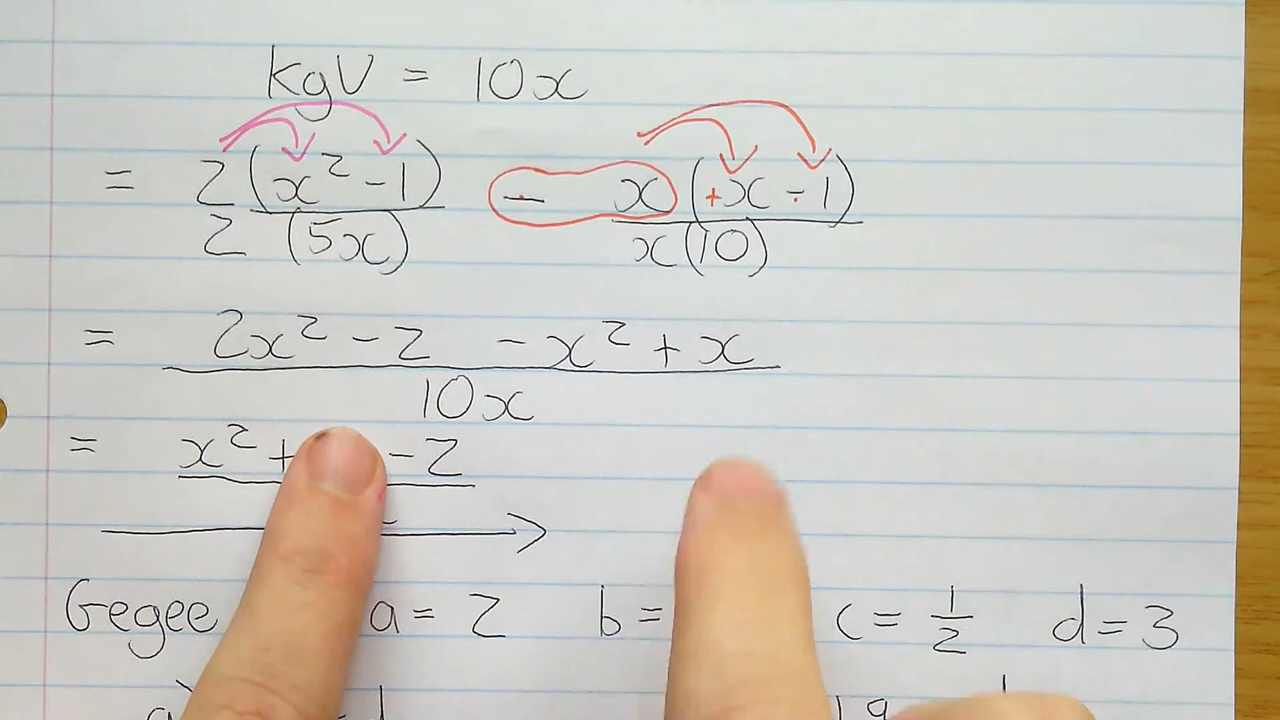 kgV = 10x
= 2(x² - 1) / 2(5x) - x(+x - 1) / x(10)
= 2x² - 2 - x² + x / 10x
= x² + - 2
Gegee a = 2 b = c = 1/2 d = 3